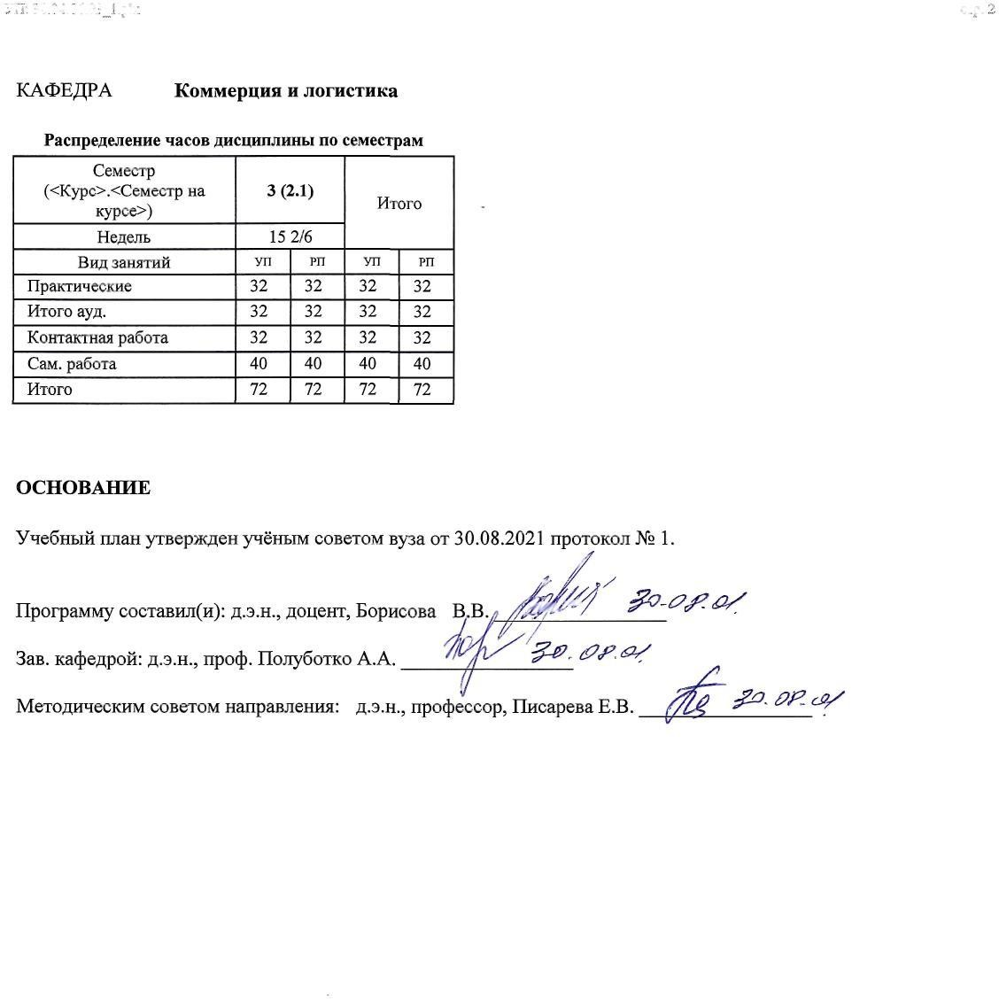 стр. 2
КАФЕДРА Коммерция и логистика
Распределение часов дисциплины по семестрам
Семестр
(<Курс>.<Семестр на
курсе>) 3 (2.1) Итого
Недель 15 2/6
Вид занятий УП РП УП РП
Практические 32 32 32 32
Итого ауд. 32 32 32 32
Контактная работа 32 32 32 32
Сам. работа 40 40 40 40
Итого 72 72 72 72
ОСНОВАНИЕ
Учебный план утвержден учёным советом вуза от 30.08.2021 протокол № 1.
Программу составил(и): д.э.н., доцент, Борисова В.В. 30.08.01.
Зав. кафедрой: д.э.н., проф. Полуботко А.А. 30.08.01.
Методическим советом направления: д.э.н., профессор, Писарева Е.В. 30.08.01.